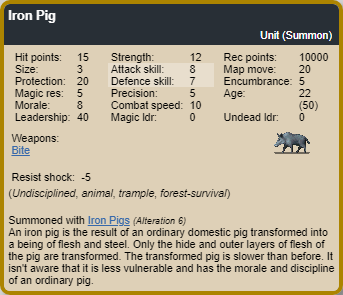 Iron Pig
Unit (Summon)
Hit points: 15 Strength: 12 Rec points: 10000
Size: 3 Attack skill: 8 Map move: 20
Protection: 20 Defence skill: 7 Encumbrance: 5
Magic res: 5 Precision: 5 Age: 22
Morale: 8 Combat speed: 10 (50)
Leadership: 40 Magic ldr: 0 Undead ldr: 0
Weapons:
Bite
Resist shock: -5
(Undisciplined, animal, trample, forest-survival)
Summoned with Iron Pigs (Alteration 6)
An iron pig is the result of an ordinary domestic pig transformed into
a being of flesh and steel. Only the hide and outer layers of flesh of
the pig are transformed. The transformed pig is slower than before. It
isn't aware that it is less vulnerable and has the morale and discipline
of an ordinary pig.